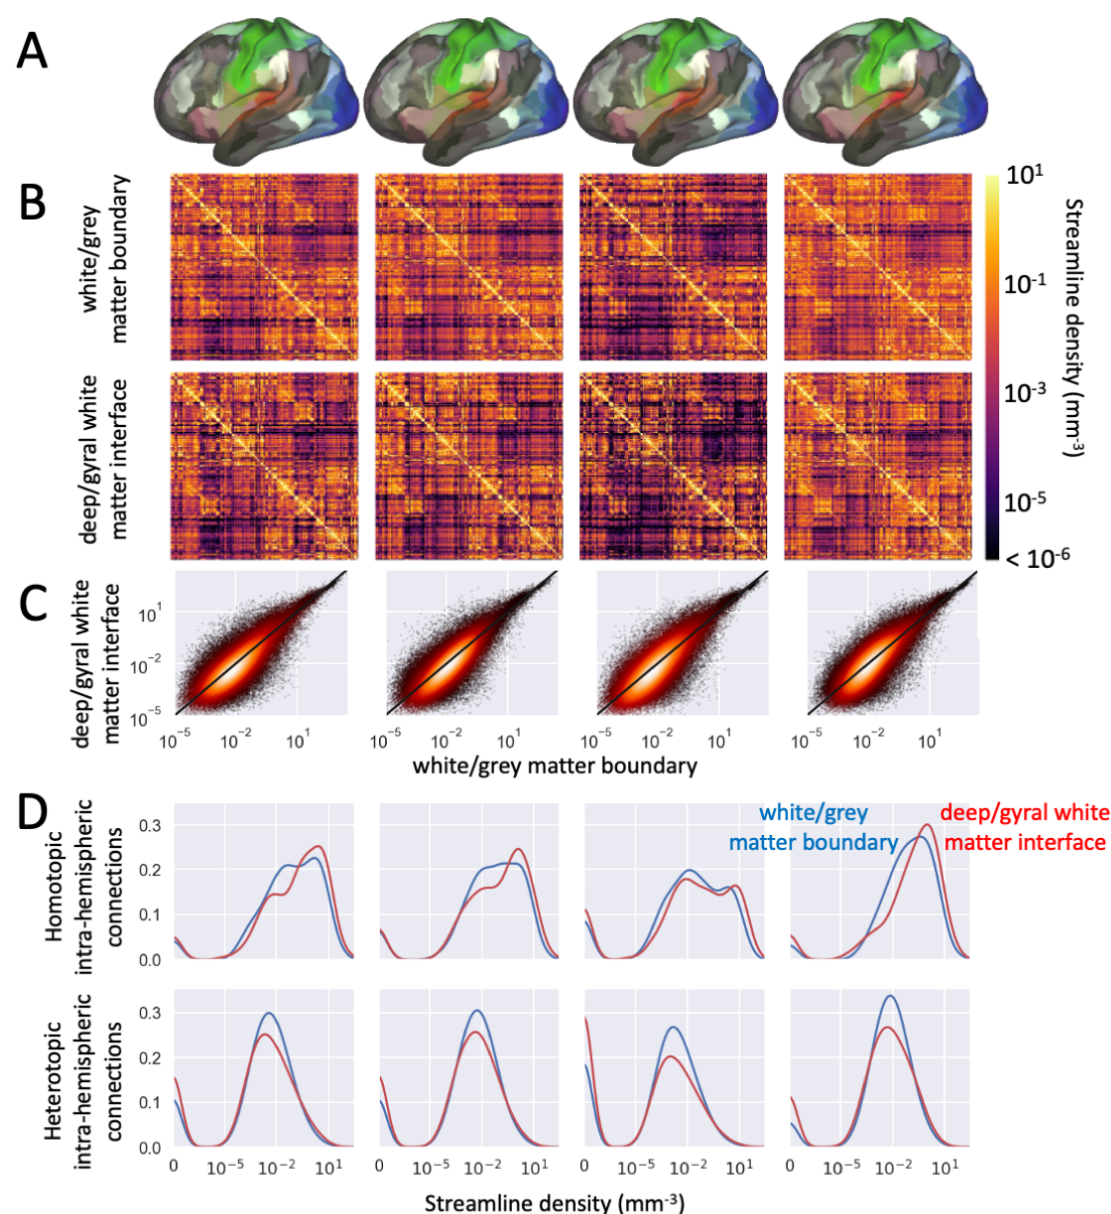 A
B
white/grey
matter boundary
deep/gyral white
matter interface
10¹
10⁻¹
10⁻³
10⁻⁵
< 10⁻⁶
Streamline density (mm⁻³)
C
deep/gyral white
matter interface
10¹
10⁻²
10⁻⁵
10⁻⁵ 10⁻² 10¹ 10⁻⁵ 10⁻² 10¹ 10⁻⁵ 10⁻² 10¹ 10⁻⁵ 10⁻² 10¹
white/grey matter boundary
D
white/grey
matter boundary
deep/gyral white
matter interface
Homotopic
intra-hemispheric
connections
0.3
0.2
0.1
0.0
Heterotopic
intra-hemispheric
connections
0.3
0.2
0.1
0.0
0 10⁻⁵ 10⁻² 10¹ 0 10⁻⁵ 10⁻² 10¹ 0 10⁻⁵ 10⁻² 10¹ 0 10⁻⁵ 10⁻² 10¹
Streamline density (mm⁻³)